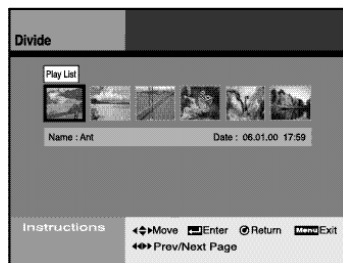 Divide
Play List
Name : Ant Date : 06.01.00 17:59
Instructions
Move Enter Return Menu Exit
Prev/Next Page